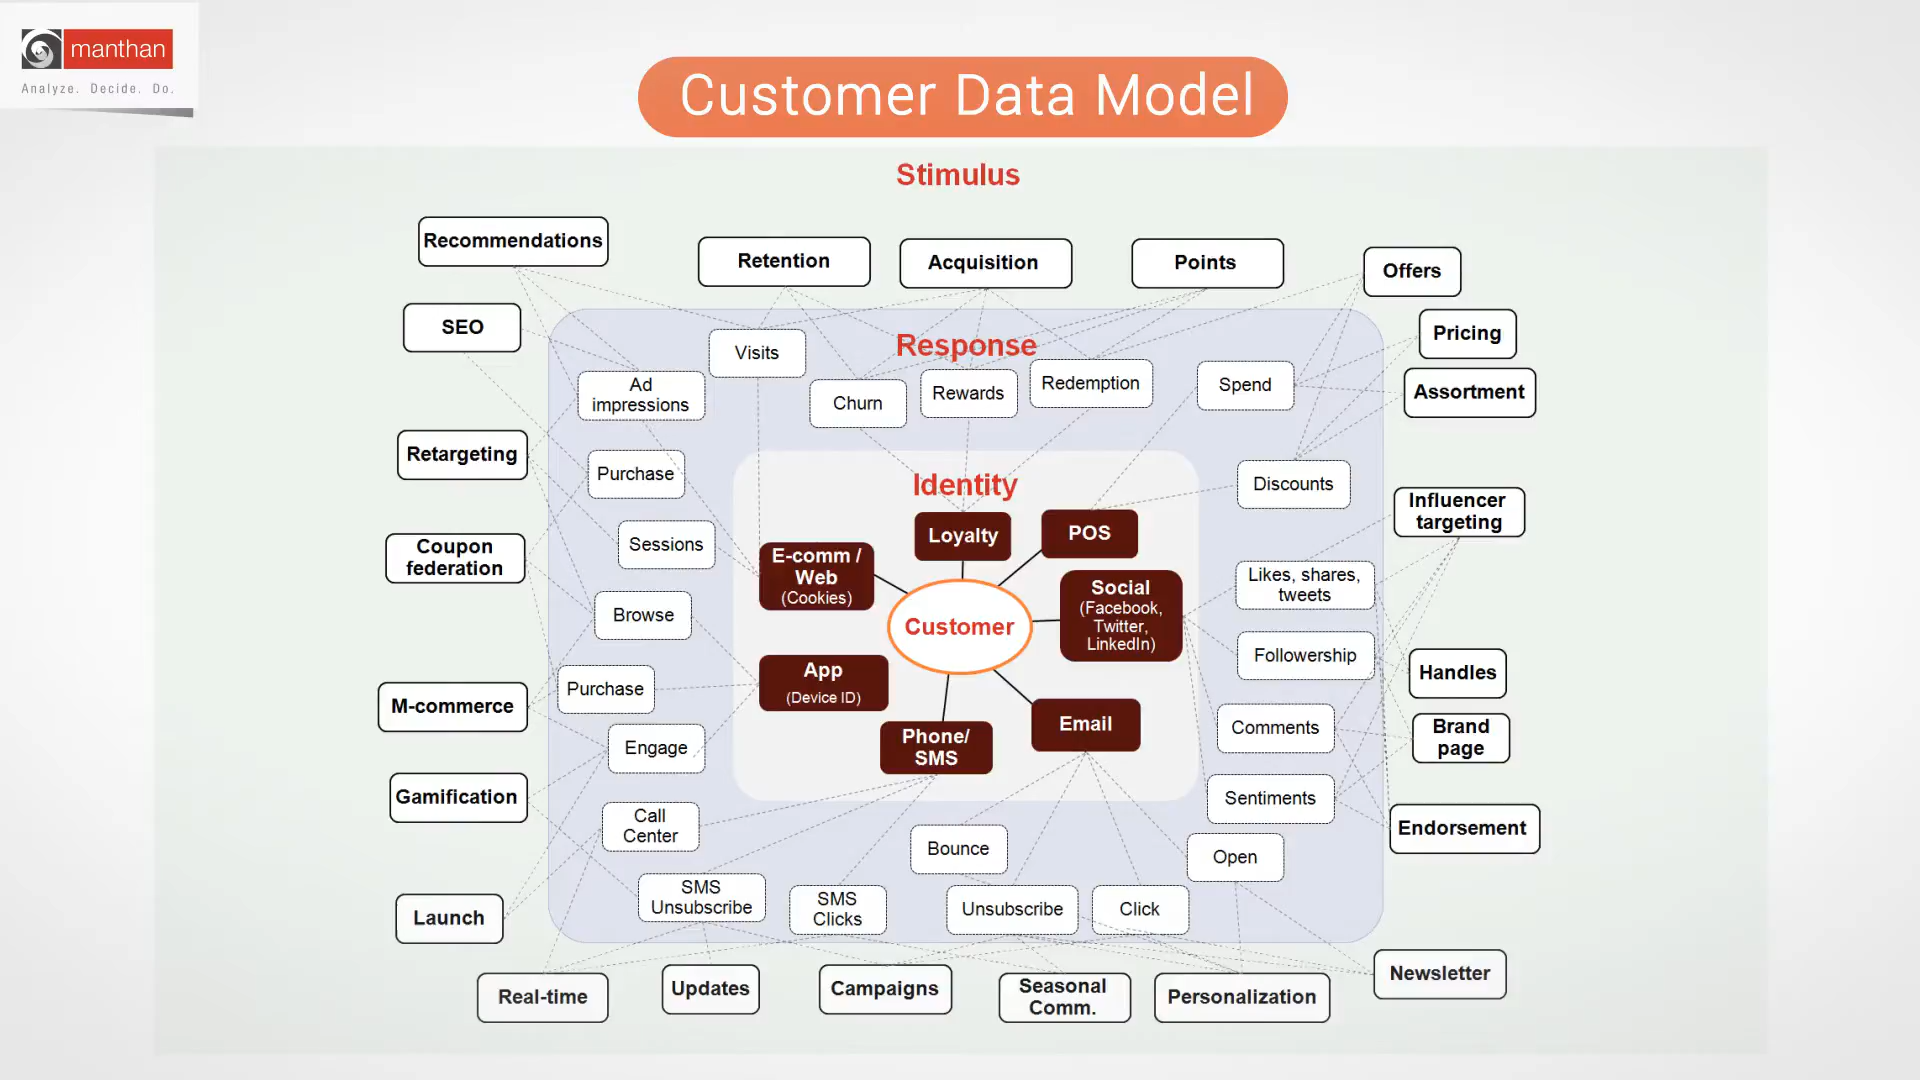 manthan
Analyze. Decide. Do.
Customer Data Model
Stimulus
Recommendations
Retention
Acquisition
Points
Offers
SEO
Pricing
Assortment
Retargeting
Influencer
targeting
Coupon
federation
Handles
M-commerce
Brand
page
Gamification
Endorsement
Launch
Newsletter
Real-time
Updates
Campaigns
Seasonal
Comm.
Personalization
Response
Visits
Ad
impressions
Churn
Rewards
Redemption
Spend
Purchase
Discounts
Sessions
Likes, shares,
tweets
Browse
Followership
Purchase
Comments
Engage
Sentiments
Call
Center
Bounce
Open
SMS
Unsubscribe
SMS
Clicks
Unsubscribe
Click
Identity
Loyalty
POS
E-comm /
Web
(Cookies)
Social
(Facebook,
Twitter,
LinkedIn)
Customer
App
(Device ID)
Phone/
SMS
Email